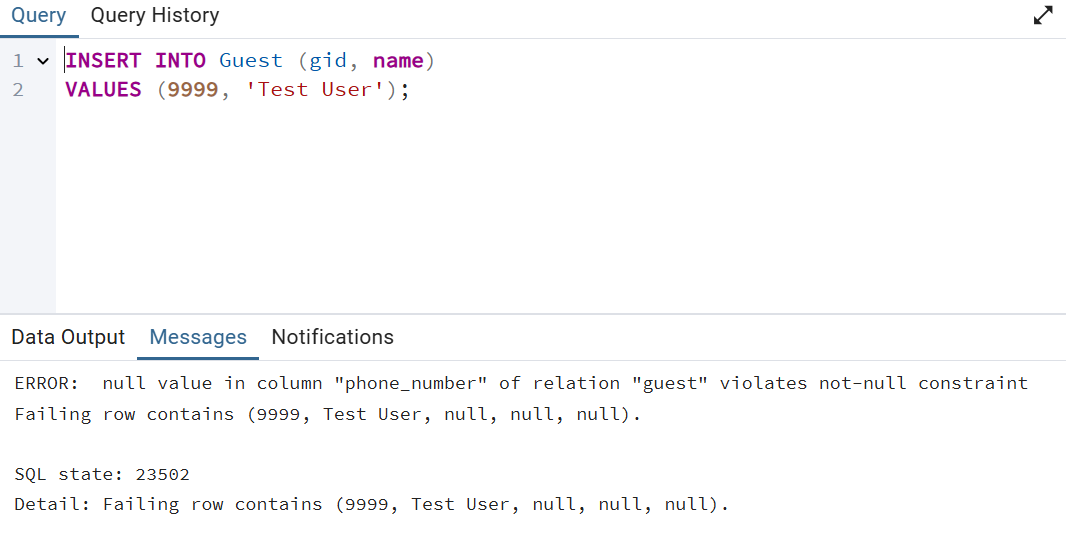 Query Query History
1 INSERT INTO Guest (gid, name)
2 VALUES (9999, 'Test User');
Data Output Messages Notifications
ERROR:  null value in column "phone_number" of relation "guest" violates not-null constraint
Failing row contains (9999, Test User, null, null, null).
SQL state: 23502
Detail: Failing row contains (9999, Test User, null, null, null).